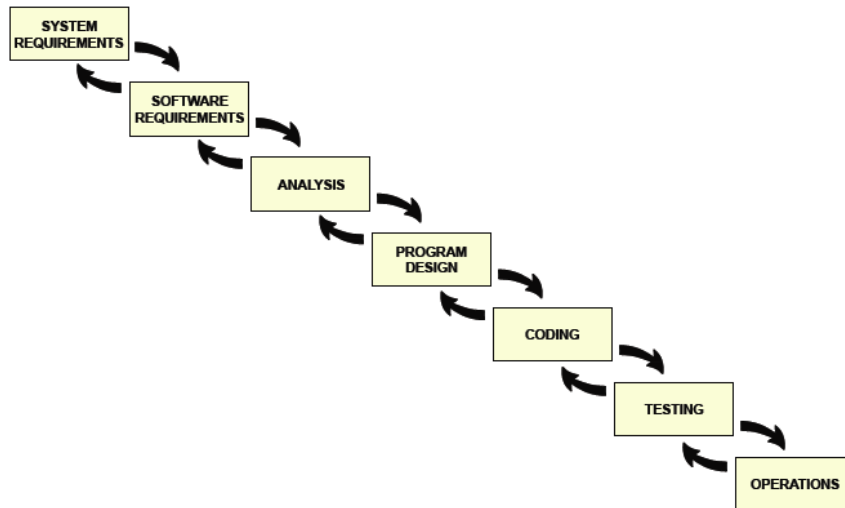 SYSTEM
REQUIREMENTS
SOFTWARE
REQUIREMENTS
ANALYSIS
PROGRAM
DESIGN
CODING
TESTING
OPERATIONS